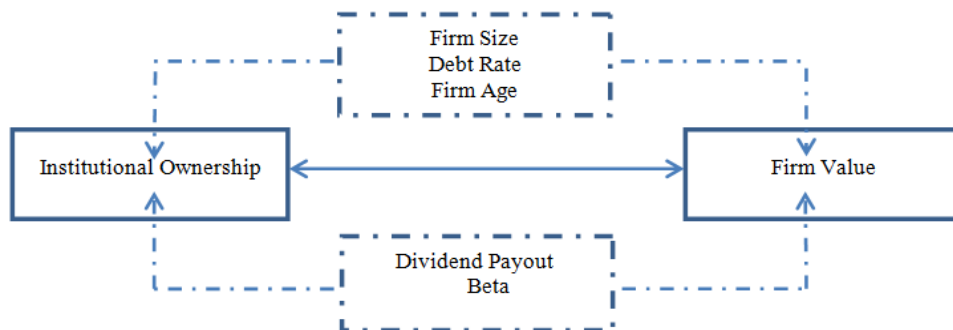 Firm Size
Debt Rate
Firm Age
Institutional Ownership
Firm Value
Dividend Payout
Beta